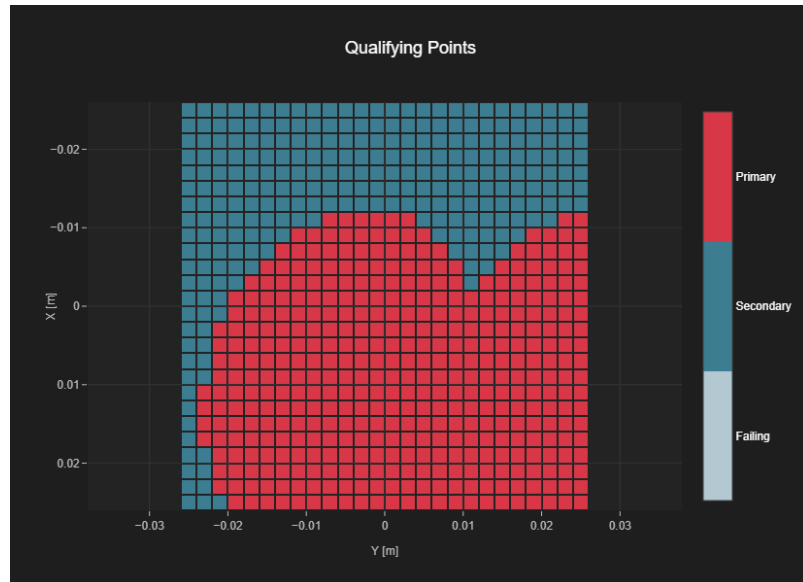 Qualifying Points
−0.02
−0.01
0
0.01
0.02
X [m]
−0.03
−0.02
−0.01
0
0.01
0.02
0.03
Y [m]
Primary
Secondary
Failing